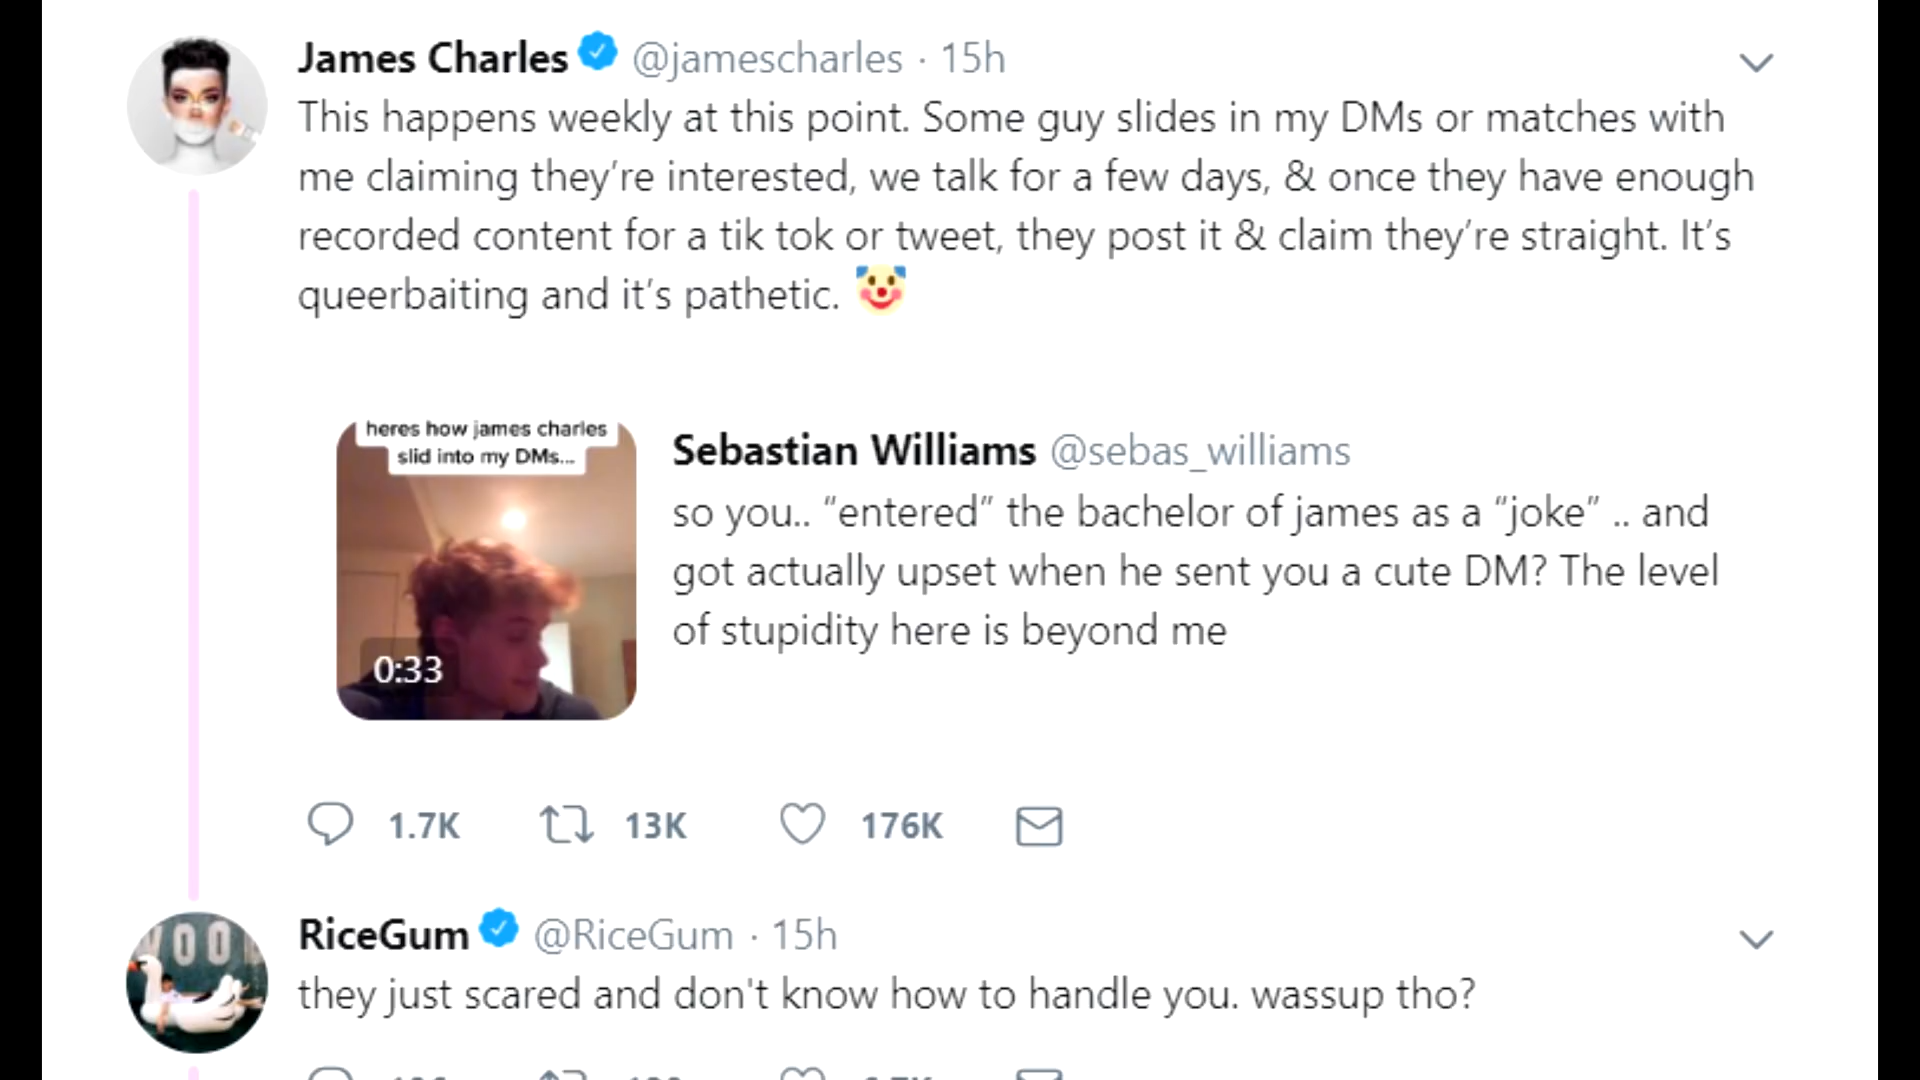 James Charles @jamescharles · 15h
This happens weekly at this point. Some guy slides in my DMs or matches with
me claiming they’re interested, we talk for a few days, & once they have enough
recorded content for a tik tok or tweet, they post it & claim they’re straight. It’s
queerbaiting and it’s pathetic. 🤡
heres how james charles
slid into my DMs...
0:33
Sebastian Williams @sebas_williams
so you.. “entered” the bachelor of james as a “joke” .. and
got actually upset when he sent you a cute DM? The level
of stupidity here is beyond me
1.7K 13K 176K
RiceGum @RiceGum · 15h
they just scared and don't know how to handle you. wassup tho?